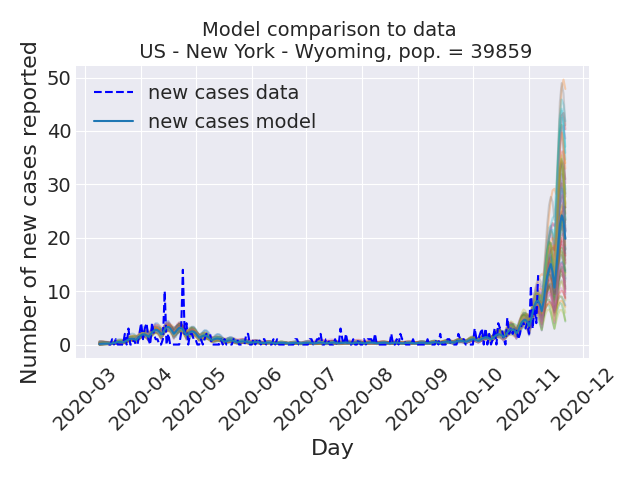 Model comparison to data
US - New York - Wyoming, pop. = 39859
Number of new cases reported
50
40
30
20
10
0
new cases data
new cases model
2020-03
2020-04
2020-05
2020-06
2020-07
2020-08
2020-09
2020-10
2020-11
2020-12
Day